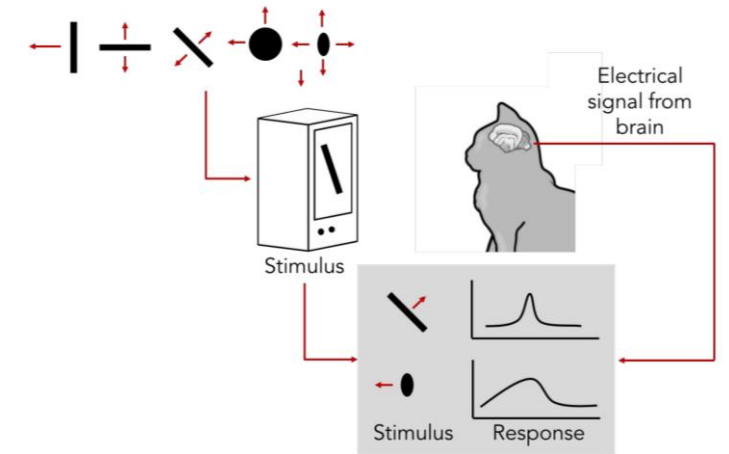 Electrical
signal from
brain
Stimulus
Stimulus Response